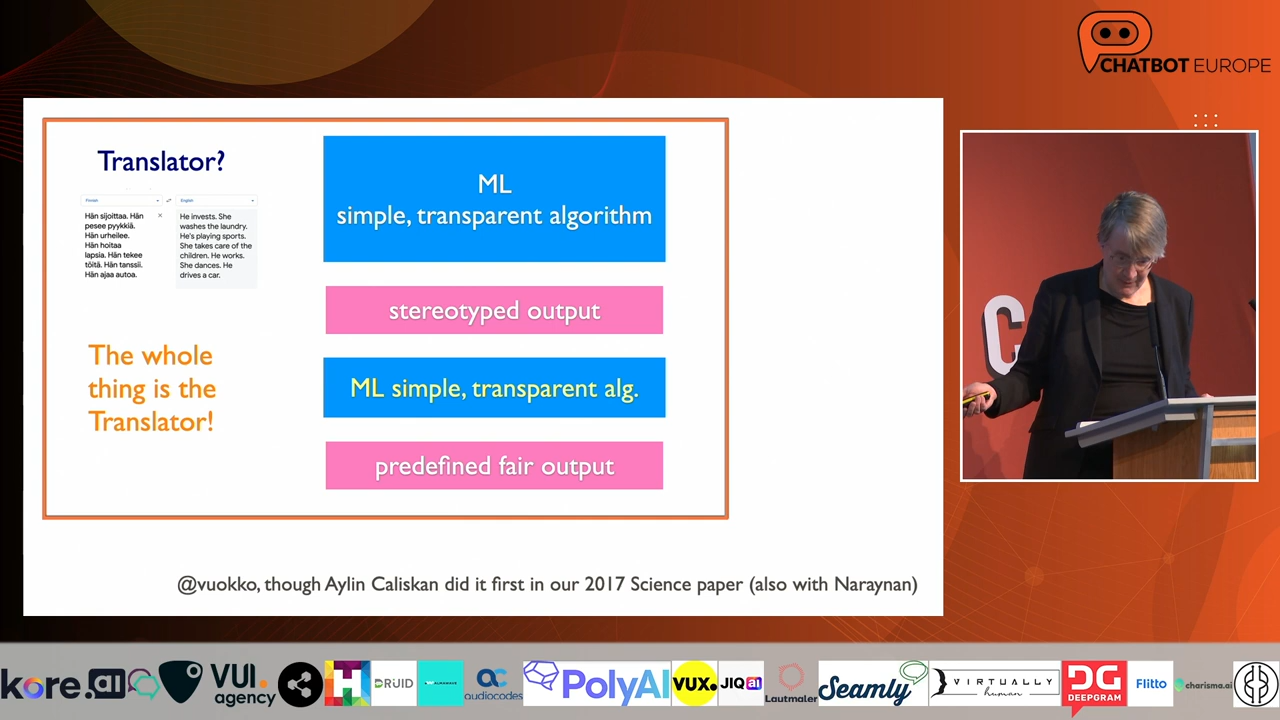 CHATBOT EUROPE
Translator?
Finnish
English
Hän sijoittaa. Hän
pesee pyykkiä.
Hän urheilee.
Hän hoitaa
lapsia. Hän tekee
töitä. Hän tanssii.
Hän ajaa autoa.
He invests. She
washes the laundry.
He's playing sports.
She takes care of the
children. He works.
She dances. He
drives a car.
The whole
thing is the
Translator!
ML
simple, transparent algorithm
stereotyped output
ML simple, transparent alg.
predefined fair output
@vuokko, though Aylin Caliskan did it first in our 2017 Science paper (also with Naraynan)
C
kore.ai
VUI.
agency
H
DRUID
audiocodes
PolyAI
VUX.
JIQ AI
Lautmaler
Seamly
VIRTUALLY
human
DG
DEEPGRAM
Flitto
charisma.ai